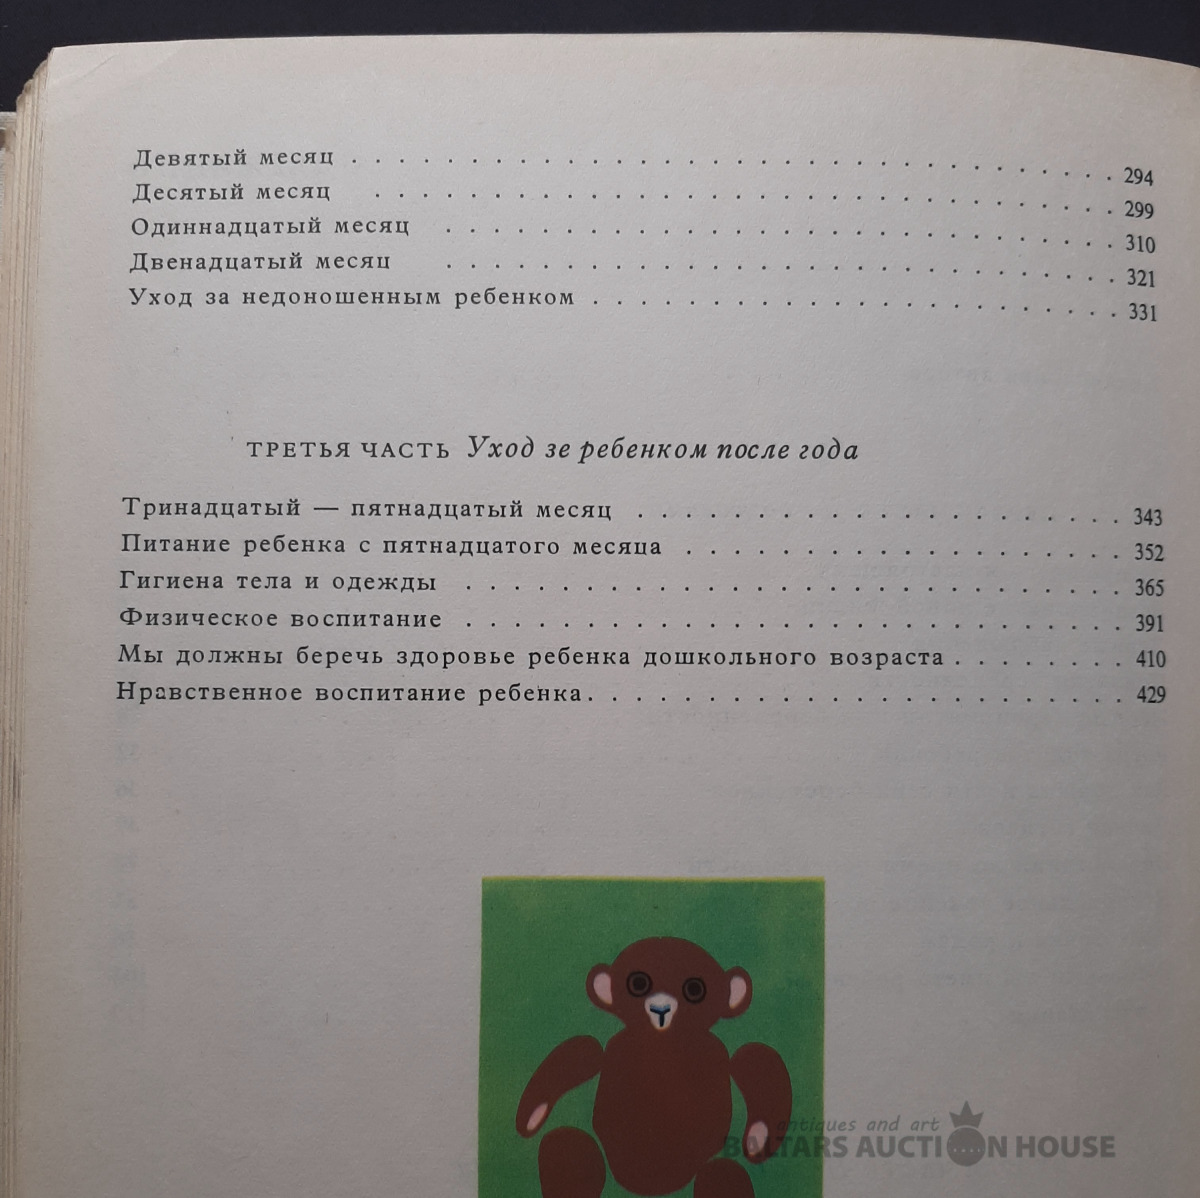 Девятый месяц . . . . . . . . . . . . . . . . . . . . . . . . 294
Десятый месяц . . . . . . . . . . . . . . . . . . . . . . . 299
Одиннадцатый месяц . . . . . . . . . . . . . . . . . . . . 310
Двенадцатый месяц . . . . . . . . . . . . . . . . . . . . 321
Уход за недоношенным ребенком . . . . . . . . . . . . . . 331
ТРЕТЬЯ ЧАСТЬ Уход зе ребенком после года
Тринадцатый — пятнадцатый месяц . . . . . . . . . . . . . 343
Питание ребенка с пятнадцатого месяца . . . . . . . . . . . 352
Гигиена тела и одежды . . . . . . . . . . . . . . . . . . . 365
Физическое воспитание . . . . . . . . . . . . . . . . . . . 391
Мы должны беречь здоровье ребенка дошкольного возраста . . . . . . . . 410
Нравственное воспитание ребенка . . . . . . . . . . . . . . 429
antiques and art
BALTARS AUCTION HOUSE